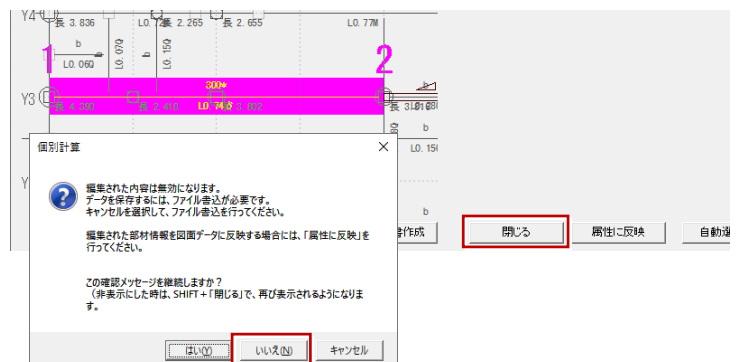 Y4
長 3.836
L0.72
長 2.265
長 2.655
L0.77M
1
b
b
b
L0.06Q
L0.07Q
L0.15Q
2
300*
b
Y3
長 4.390
長 2.410
L0.74
3.802
b
L0.15
Y
b
個別計算
×
編集された内容は無効になります。
データを保存するには、ファイル書込が必要です。
キャンセルを選択して、ファイル書込を行ってください。
編集された部材情報を図面データに反映する場合には、「属性に反映」を
行ってください。
この確認メッセージを継続しますか？
（非表示にした時は、SHIFT+「閉じる」で、再び表示されるようになりま
す。
はい(Y)
いいえ(N)
キャンセル
作成
閉じる
属性に反映
自動選